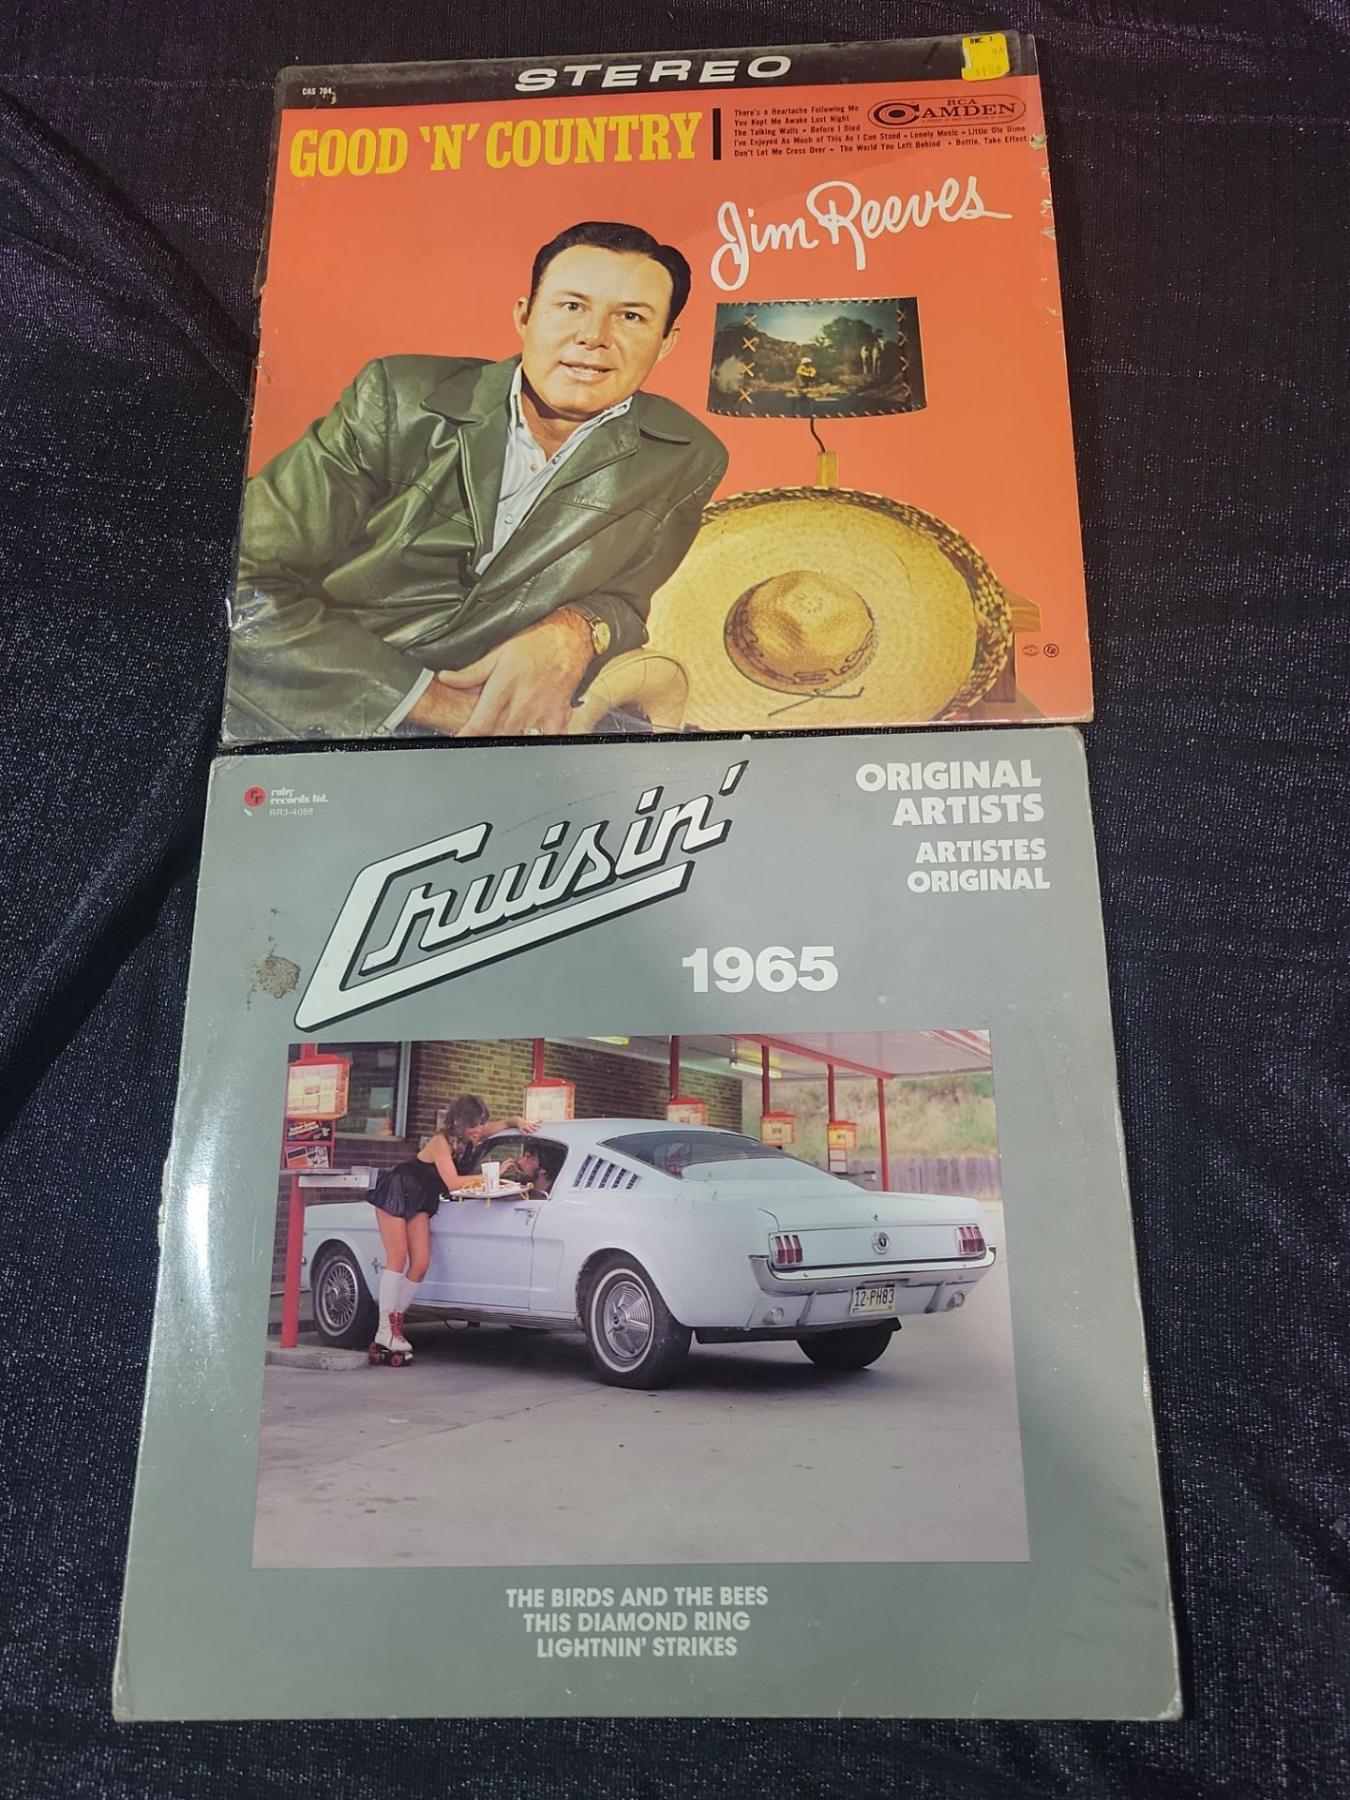 STEREO
CAS 784
GOOD 'N' COUNTRY
There's a Heartache Following Me
You Kept Me Awake Last Night
The Talking Walls • Before I Died
I've Enjoyed As Much of This As I Can Stand • Lonely Music • Little Ole Dime
Don't Let Me Cross Over • The World You Left Behind • Bottle, Take Effect
RCA
CAMDEN
Jim Reeves
ruby
records ltd.
RR3-4088
Cruisin'
1965
ORIGINAL
ARTISTS
ARTISTES
ORIGINAL
12-PH83
THE BIRDS AND THE BEES
THIS DIAMOND RING
LIGHTNIN' STRIKES